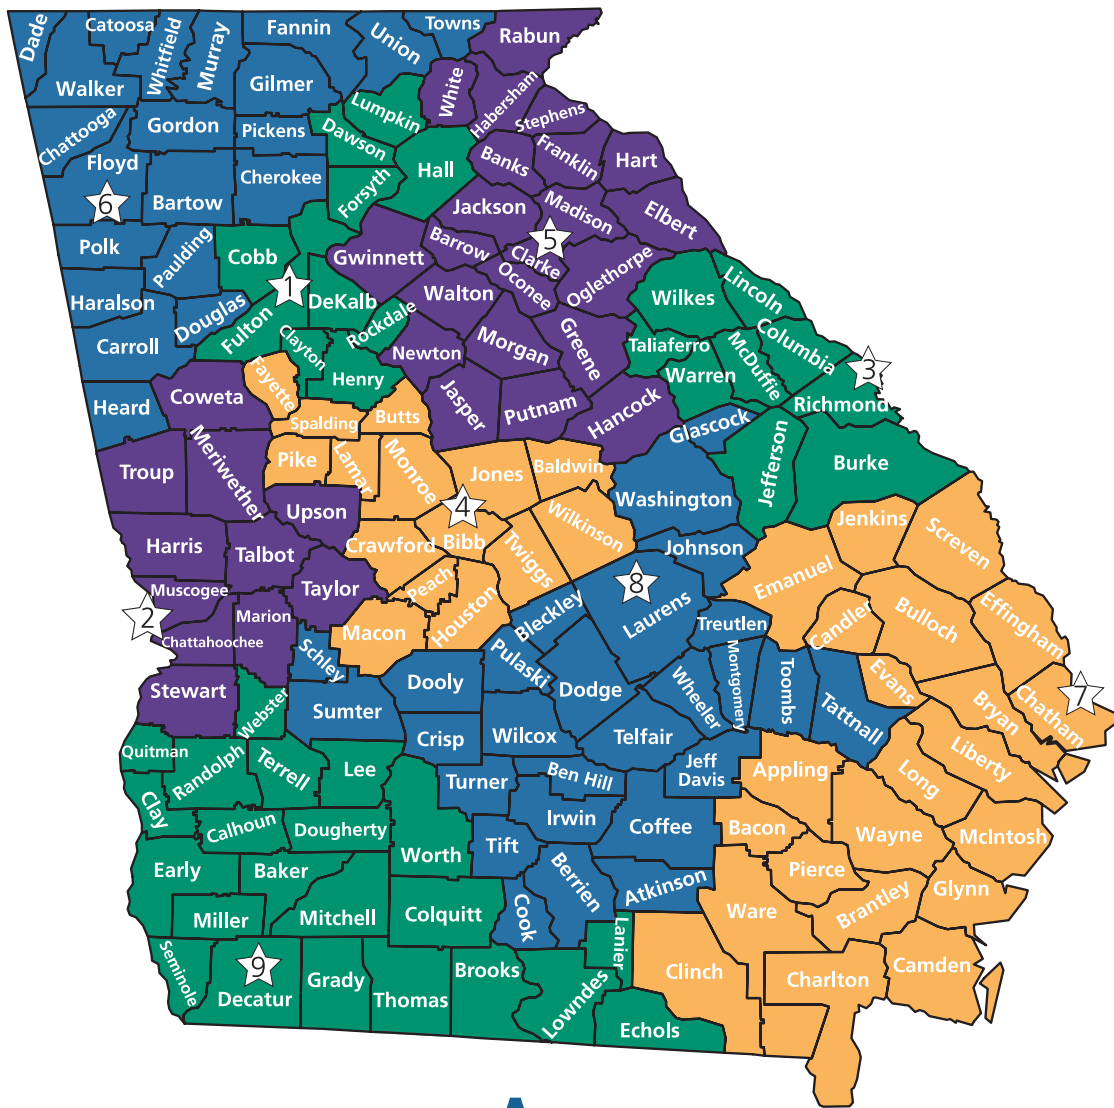 Dade
Catoosa
Whitfield
Murray
Fannin
Union
Towns
Rabun
Walker
Gilmer
White
Habersham
Stephens
Lumpkin
Chattooga
Gordon
Pickens
Dawson
Hall
Banks
Franklin
Hart
Floyd
6
Bartow
Cherokee
Forsyth
Jackson
Madison
Elbert
Polk
Paulding
Cobb
Gwinnett
Barrow
5
Clarke
Oconee
Oglethorpe
Haralson
Douglas
1
DeKalb
Rockdale
Walton
Wilkes
Lincoln
Carroll
Fulton
Clayton
Henry
Newton
Morgan
Greene
Taliaferro
McDuffie
Columbia
3
Warren
Richmond
Heard
Coweta
Fayette
Spalding
Butts
Jasper
Putnam
Hancock
Glascock
Jefferson
Burke
Troup
Meriwether
Pike
Lamar
Monroe
Jones
Baldwin
Washington
Upson
4
Bibb
Crawford
Twiggs
Wilkinson
Jenkins
Screven
Harris
Talbot
Taylor
Peach
Houston
Johnson
Emanuel
Muscogee
2
Chattahoochee
Marion
Macon
Bleckley
8
Laurens
Treutlen
Candler
Bulloch
Effingham
Schley
Pulaski
Stewart
Webster
Sumter
Dooly
Dodge
Wheeler
Montgomery
Toombs
Tattnall
Evans
Bryan
7
Chatham
Crisp
Wilcox
Telfair
Quitman
Randolph
Terrell
Lee
Turner
Ben Hill
Jeff
Davis
Appling
Long
Liberty
Clay
Calhoun
Dougherty
Worth
Tift
Irwin
Coffee
Bacon
Wayne
McIntosh
Early
Baker
Berrien
Atkinson
Pierce
Brantley
Glynn
Miller
Mitchell
Colquitt
Cook
Ware
Seminole
9
Decatur
Grady
Thomas
Brooks
Lowndes
Lanier
Echols
Clinch
Charlton
Camden